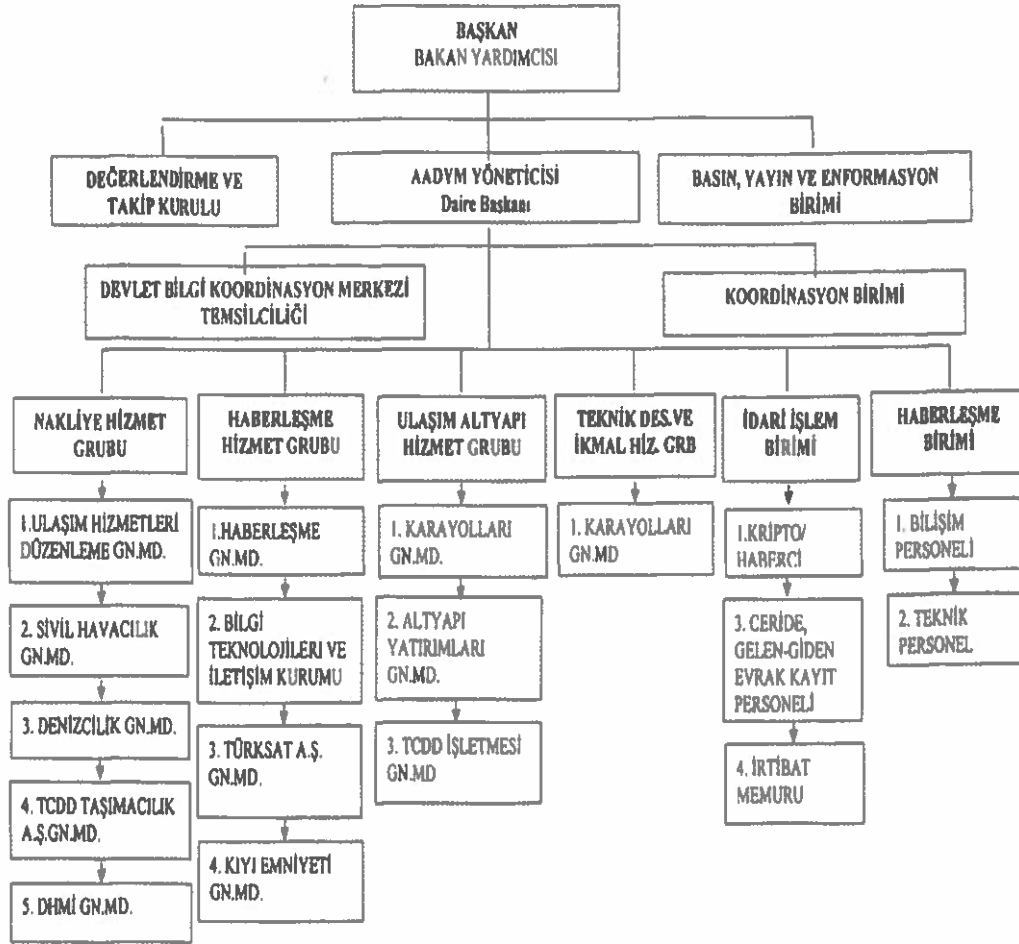 BAŞKAN
BAKAN YARDIMCISI
DEĞERLENDİRME VE
TAKİP KURULU
AADYM YÖNETİCİSİ
Daire Başkanı
BASIN, YAYIN VE ENFORMASYON
BİRİMİ
DEVLET BİLGİ KOORDİNASYON MERKEZİ
TEMSİLCİLİĞİ
KOORDİNASYON BİRİMİ
NAKLİYE HİZMET
GRUBU
1.ULAŞIM HİZMETLERİ
DÜZENLEME GN.MD.
2. SİVİL HAVACILIK
GN.MD.
3. DENİZCİLİK GN.MD.
4. TCDD TAŞIMACILIK
A.Ş.GN.MD.
5. DHMİ GN.MD.
HABERLEŞME
HİZMET GRUBU
1.HABERLEŞME
GN.MD.
2. BİLGİ
TEKNOLOJİLERİ VE
İLETİŞİM KURUMU
3. TÜRKSAT A.Ş.
GN.MD.
4. KIYI EMNİYETİ
GN.MD.
ULAŞIM ALTYAPI
HİZMET GRUBU
1. KARAYOLLARI
GN.MD.
2. ALTYAPI
YATIRIMLARI
GN.MD.
3. TCDD İŞLETMESİ
GN.MD
TEKNİK DES.VE
İKMAL HİZ. GRB
1. KARAYOLLARI
GN.MD
İDARİ İŞLEM
BİRİMİ
1.KRİPTO/
HABERCİ
3. CERİDE,
GELEN-GİDEN
EVRAK KAYIT
PERSONELİ
4. İRTİBAT
MEMURU
HABERLEŞME
BİRİMİ
1. BİLİŞİM
PERSONELİ
2. TEKNİK
PERSONEL